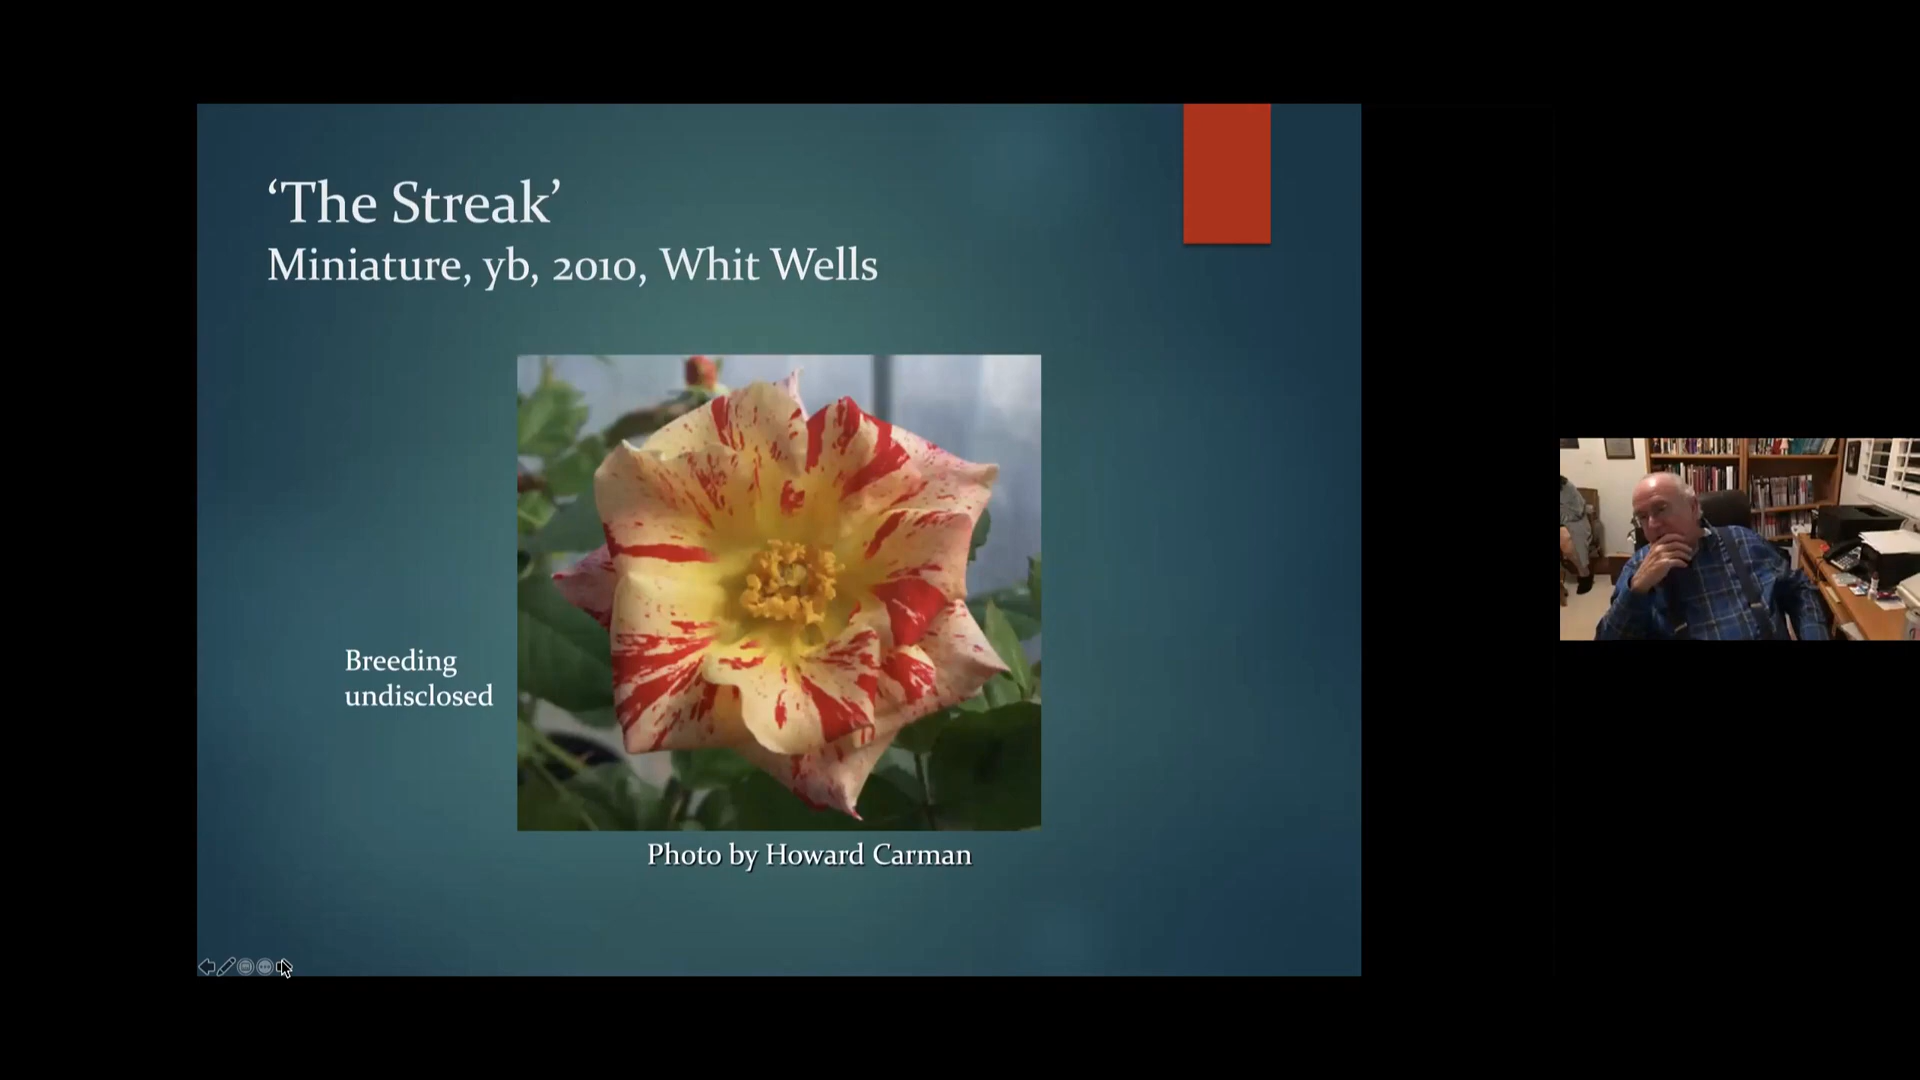 ‘The Streak’
Miniature, yb, 2010, Whit Wells
Breeding
undisclosed
Photo by Howard Carman